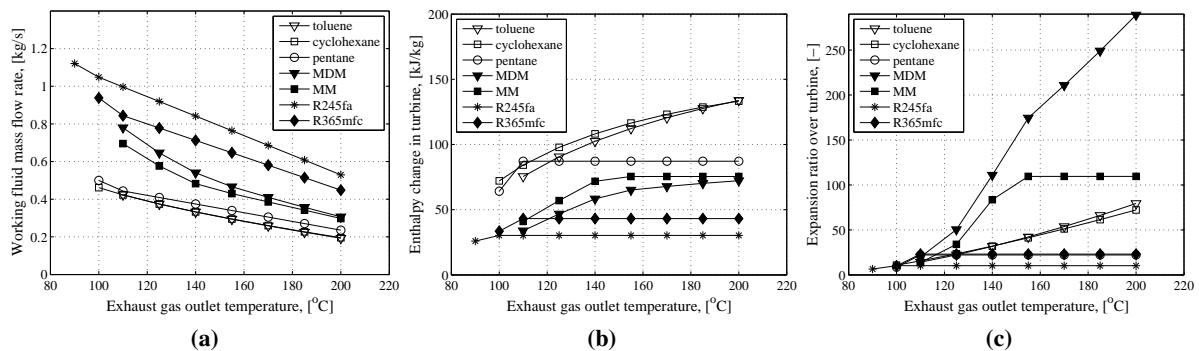 toluene
cyclohexane
pentane
MDM
MM
R245fa
R365mfc
Working fluid mass flow rate, [kg/s]
1.2
1
0.8
0.6
0.4
0.2
0
80 100 120 140 160 180 200 220
Exhaust gas outlet temperature, [°C]
(a)
toluene
cyclohexane
pentane
MDM
MM
R245fa
R365mfc
Enthalpy change in turbine, [kJ/kg]
200
150
100
50
0
80 100 120 140 160 180 200 220
Exhaust gas outlet temperature, [°C]
(b)
toluene
cyclohexane
pentane
MDM
MM
R245fa
R365mfc
Expansion ratio over turbine, [−]
250
200
150
100
50
0
80 100 120 140 160 180 200 220
Exhaust gas outlet temperature, [°C]
(c)